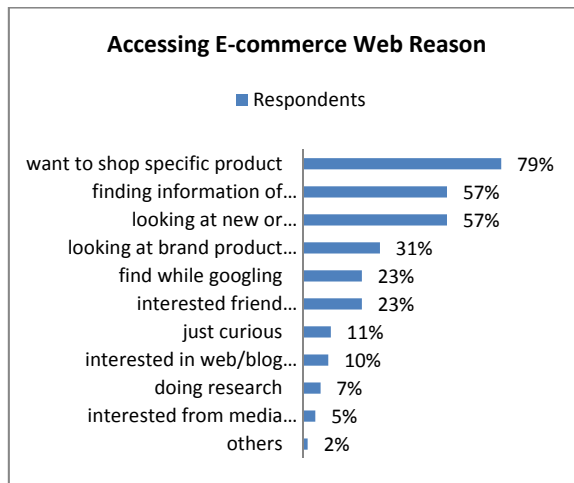 Accessing E-commerce Web Reason
Respondents
want to shop specific product 79%
finding information of... 57%
looking at new or... 57%
looking at brand product... 31%
find while googling 23%
interested friend... 23%
just curious 11%
interested in web/blog... 10%
doing research 7%
interested from media... 5%
others 2%